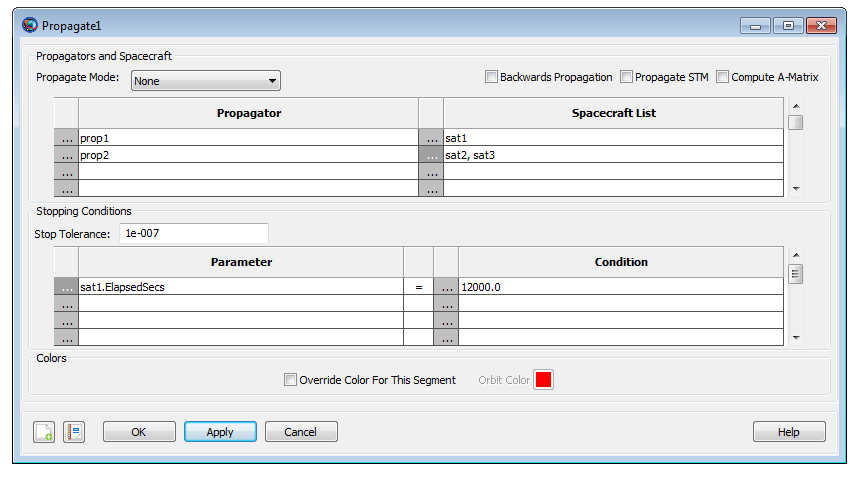 Propagate1
Propagators and Spacecraft
Propagate Mode: None Backwards Propagation Propagate STM Compute A-Matrix
Propagator Spacecraft List
... prop1 ... sat1
... prop2 ... sat2, sat3
... ...
... ...
Stopping Conditions
Stop Tolerance: 1e-007
Parameter Condition
... sat1.ElapsedSecs = ... 12000.0
... ...
... ...
... ...
Colors
Override Color For This Segment Orbit Color
OK Apply Cancel Help